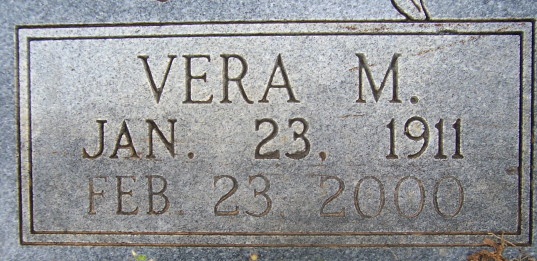 VERA M.
JAN. 23, 1911
FEB. 23, 2000